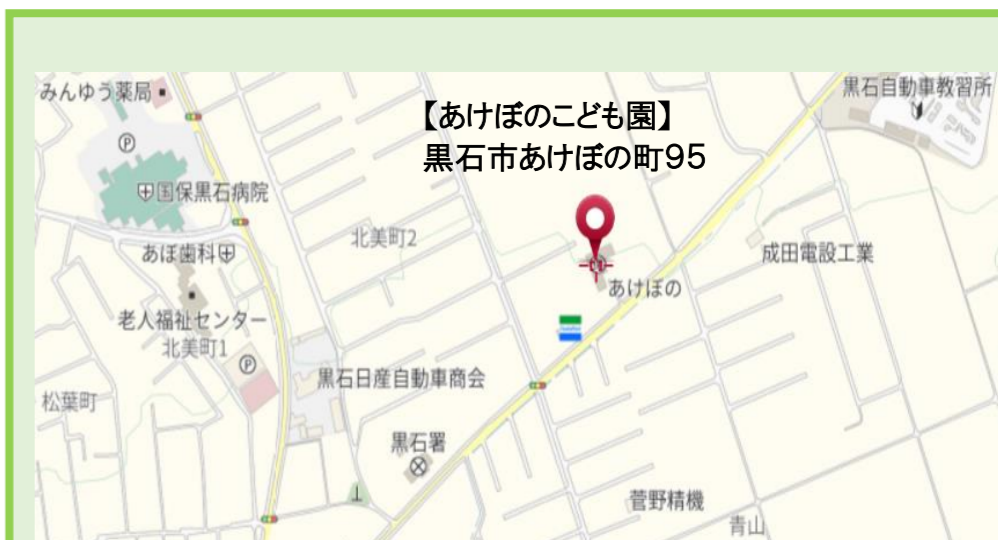 みんゆう薬局
黒石自動車教習所
【あけぼのこども園】
黒石市あけぼの町95
P
国保黒石病院
北美町2
あぼ歯科
成田電設工業
あけぼの
老人福祉センター
北美町1
P
黒石日産自動車商会
松葉町
黒石署
菅野精機
青山